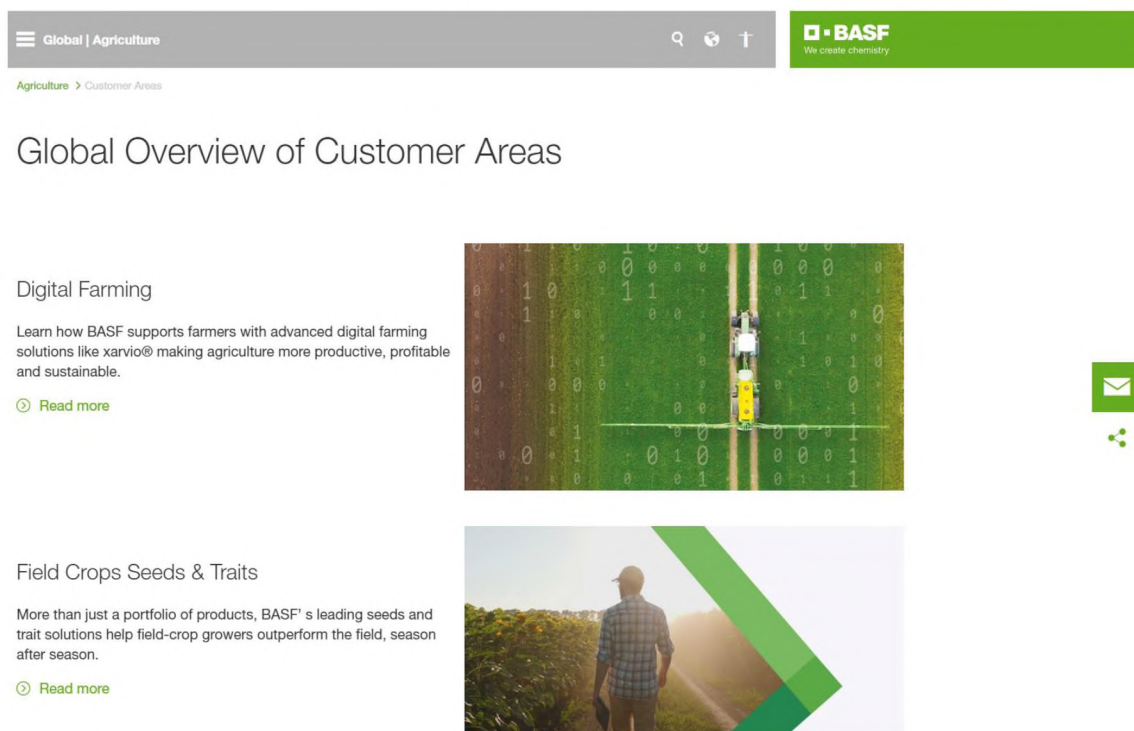 Global | Agriculture
BASF
We create chemistry
Agriculture > Customer Areas
Global Overview of Customer Areas
Digital Farming
Learn how BASF supports farmers with advanced digital farming
solutions like xarvio® making agriculture more productive, profitable
and sustainable.
Read more
Field Crops Seeds & Traits
More than just a portfolio of products, BASF' s leading seeds and
trait solutions help field-crop growers outperform the field, season
after season.
Read more